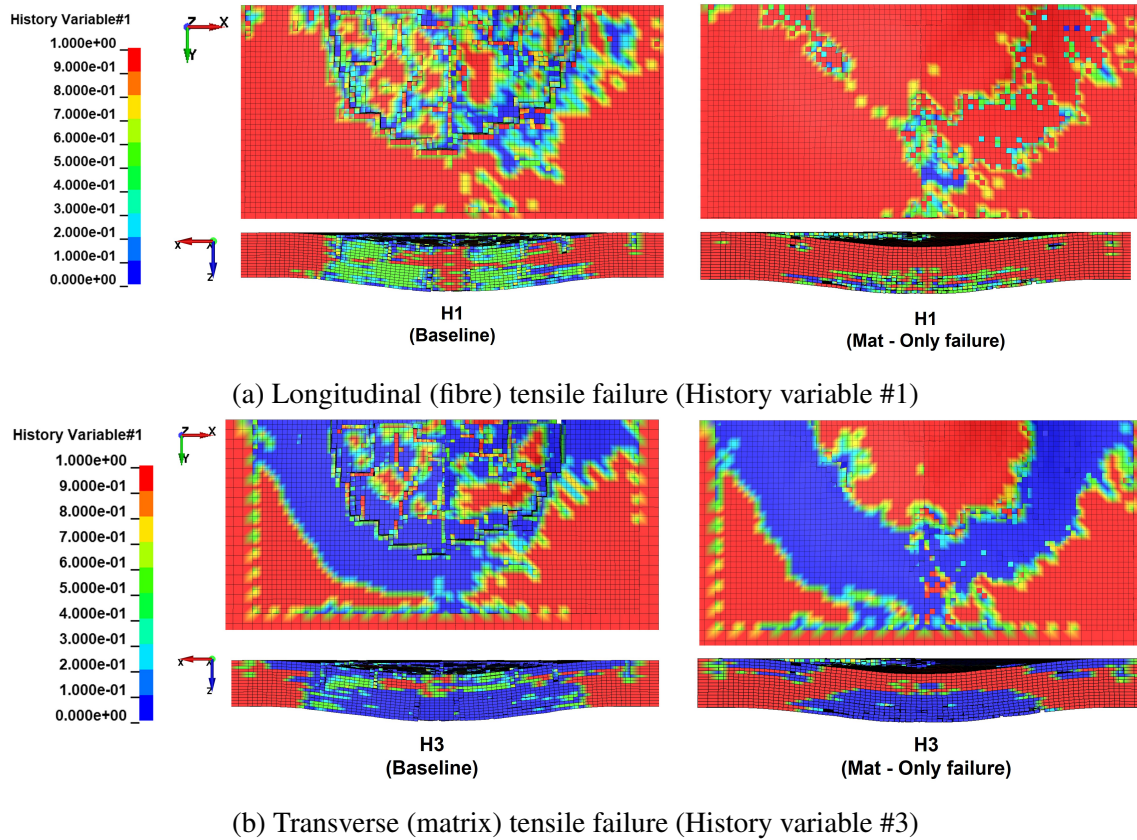 History Variable#1
1.000e+00
9.000e-01
8.000e-01
7.000e-01
6.000e-01
5.000e-01
4.000e-01
3.000e-01
2.000e-01
1.000e-01
0.000e+00
Z X
Y
X
Z
H1
(Baseline)
H1
(Mat - Only failure)
(a) Longitudinal (fibre) tensile failure (History variable #1)
History Variable#1
1.000e+00
9.000e-01
8.000e-01
7.000e-01
6.000e-01
5.000e-01
4.000e-01
3.000e-01
2.000e-01
1.000e-01
0.000e+00
Z X
Y
X
Z
H3
(Baseline)
H3
(Mat - Only failure)
(b) Transverse (matrix) tensile failure (History variable #3)